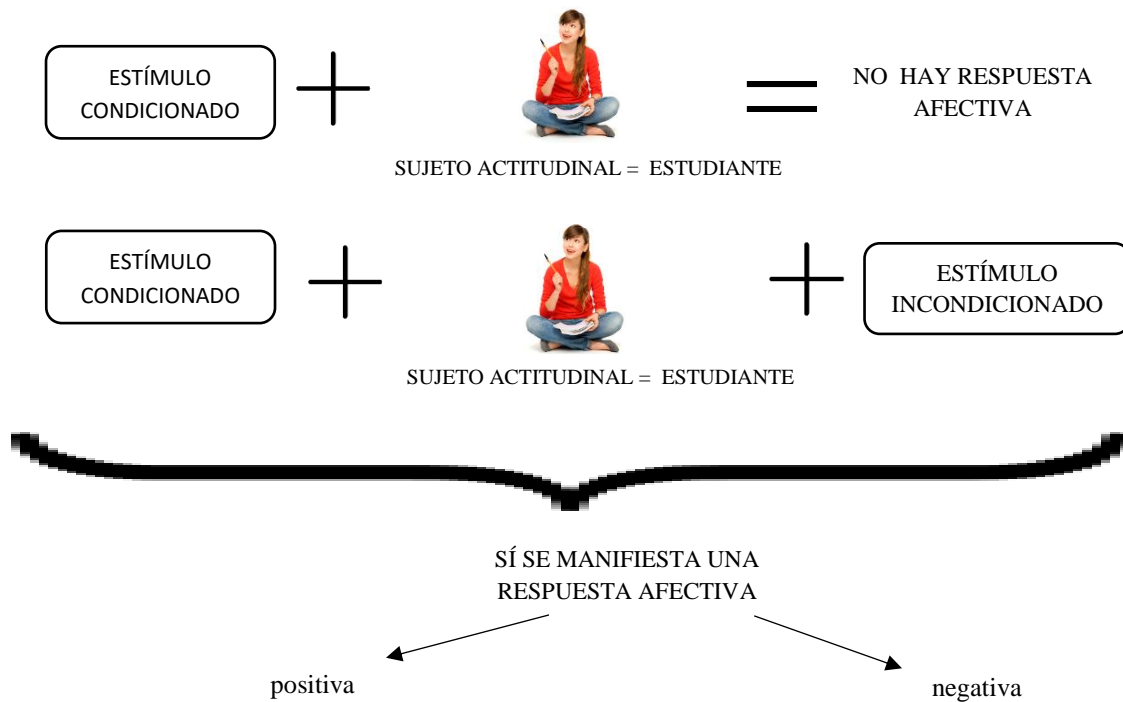 ESTÍMULO
CONDICIONADO
NO HAY RESPUESTA
AFECTIVA
SUJETO ACTITUDINAL = ESTUDIANTE
ESTÍMULO
CONDICIONADO
ESTÍMULO
INCONDICIONADO
SUJETO ACTITUDINAL = ESTUDIANTE
SÍ SE MANIFIESTA UNA
RESPUESTA AFECTIVA
positiva
negativa